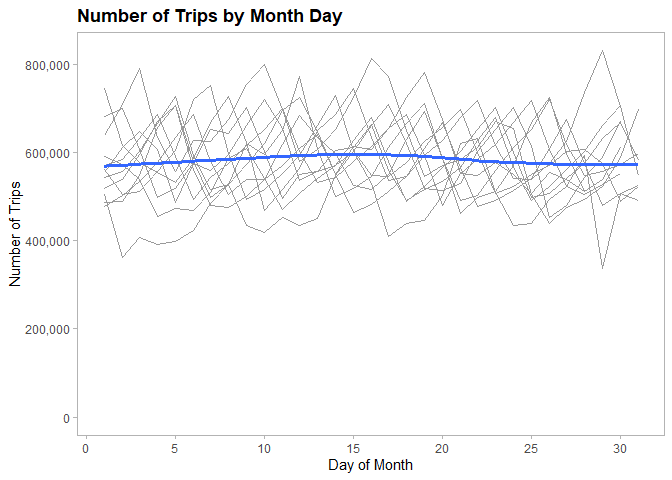 Number of Trips by Month Day
800,000
600,000
400,000
200,000
0
Number of Trips
0 5 10 15 20 25 30
Day of Month